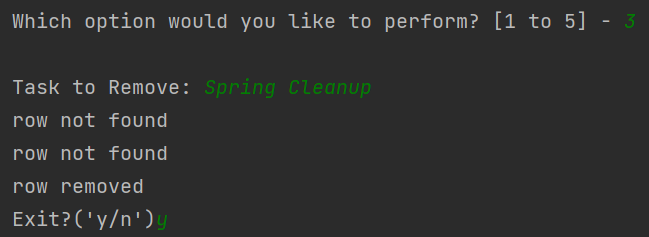 Which option would you like to perform? [1 to 5] - 3
Task to Remove: Spring Cleanup
row not found
row not found
row removed
Exit?('y/n')y